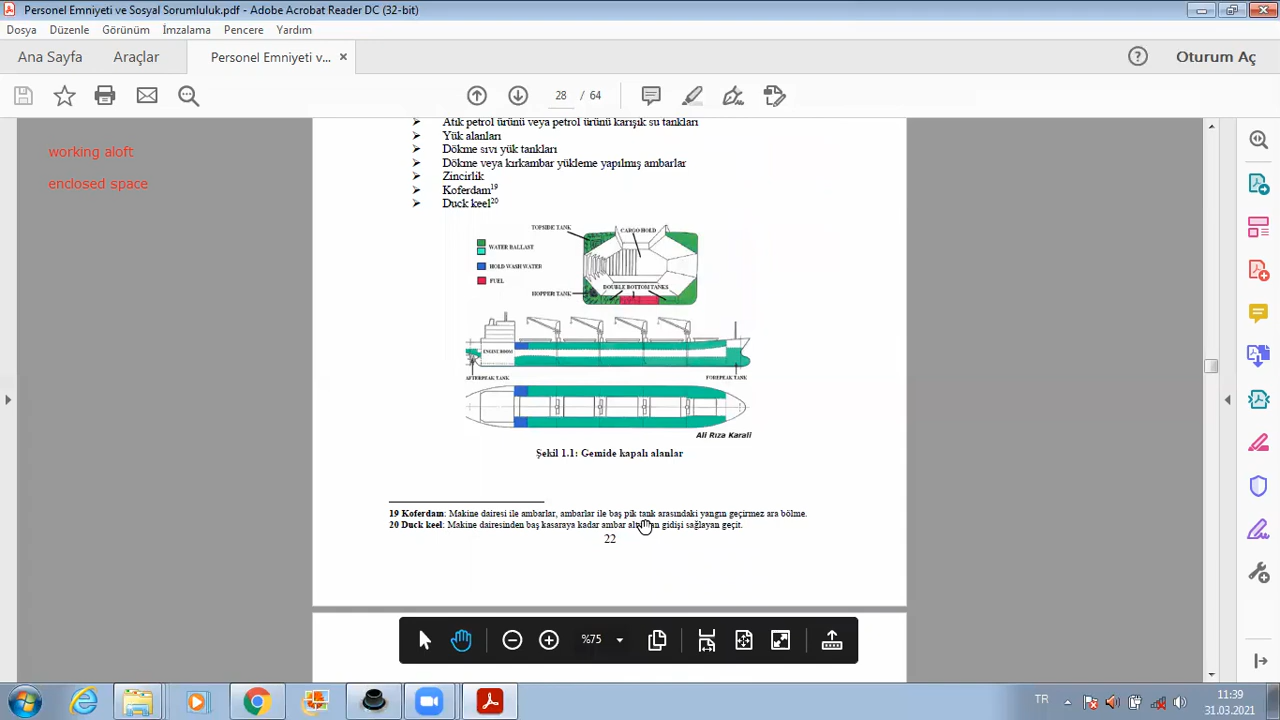 Personel Emniyeti ve Sosyal Sorumluluk.pdf - Adobe Acrobat Reader DC (32-bit)
Dosya Düzenle Görünüm İmzalama Pencere Yardım
Ana Sayfa Araçlar Personel Emniyeti v... × Oturum Aç
28 / 64
working aloft
enclosed space
Atık petrol ürünü veya petrol ürünü karışık su tankları
Yük alanları
Dökme sıvı yük tankları
Dökme veya kırkambar yükleme yapılmış ambarlar
Zincirlik
Koferdam19
Duck keel20
TOPSIDE TANK CARGO HOLD
WATER BALLAST
HOLD WASH WATER
FUEL
DOUBLE BOTTOM TANKS
HOPPER TANK
ENGINE ROOM
AFTERPEAK TANK FOREPEAK TANK
Ali Rıza Karali
Şekil 1.1: Gemide kapalı alanlar
19 Koferdam: Makine dairesi ile ambarlar, ambarlar ile baş pik tank arasındaki yangın geçirmez ara bölme.
20 Duck keel: Makine dairesinden baş kasaraya kadar ambar gidişi sağlayan geçit.
22
%75
TR 11:39
31.03.2021